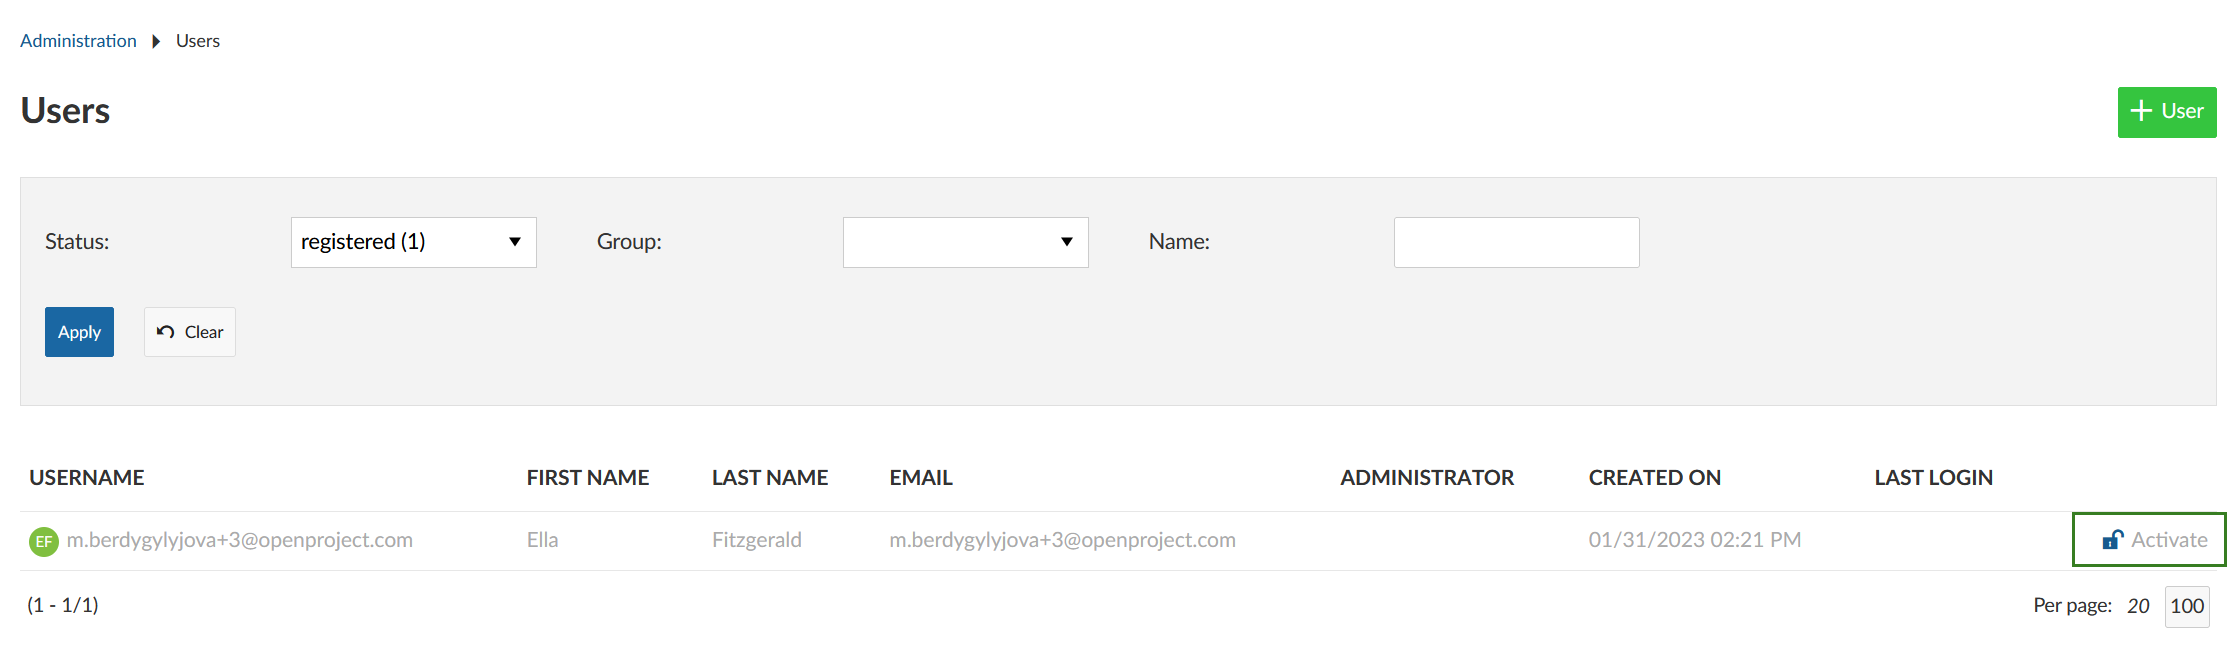 Administration Users
Users
User
Status: registered (1) Group: Name:
Apply Clear
USERNAME FIRST NAME LAST NAME EMAIL ADMINISTRATOR CREATED ON LAST LOGIN
EF m.berdygylyjova+3@openproject.com Ella Fitzgerald m.berdygylyjova+3@openproject.com 01/31/2023 02:21 PM Activate
(1 - 1/1) Per page: 20 100